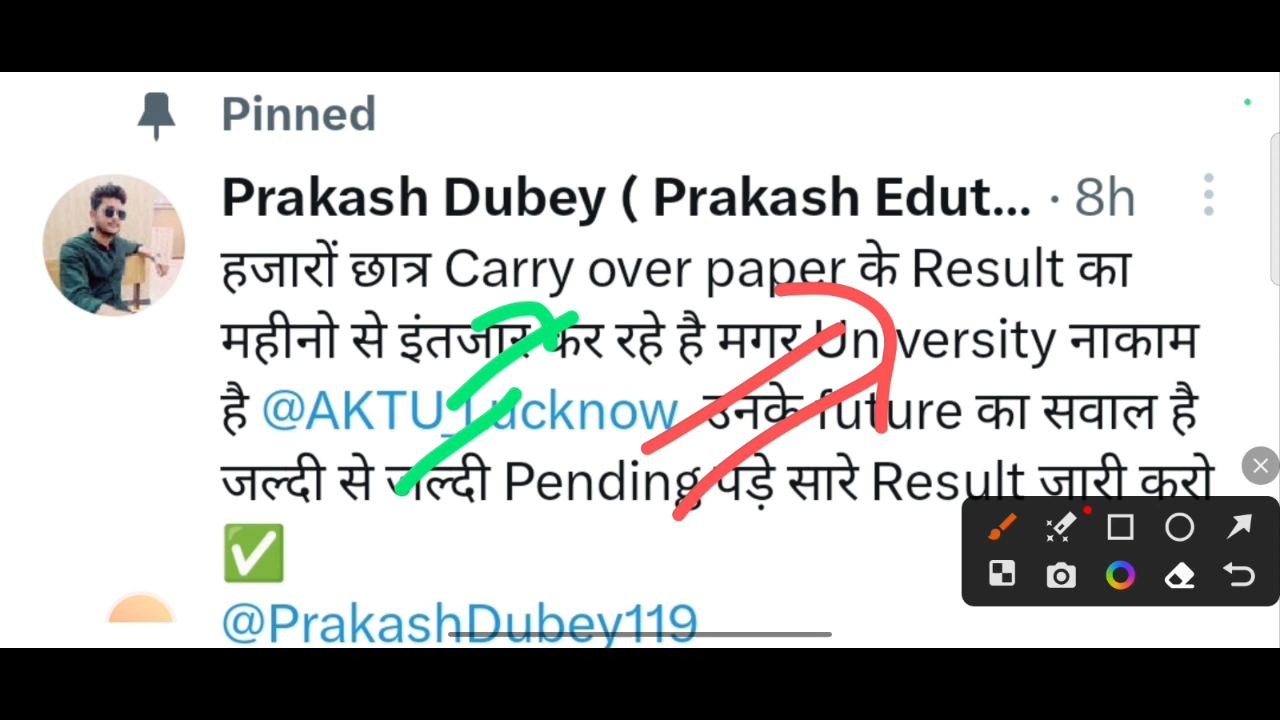 Pinned
Prakash Dubey ( Prakash Edut... · 8h
हजारों छात्र Carry over paper के Result का
महीनो से इंतजार कर रहे है मगर University नाकाम
है @AKTU_Lucknow उनके future का सवाल है
जल्दी से जल्दी Pending पड़े सारे Result जारी करो
✅
@PrakashDubey119